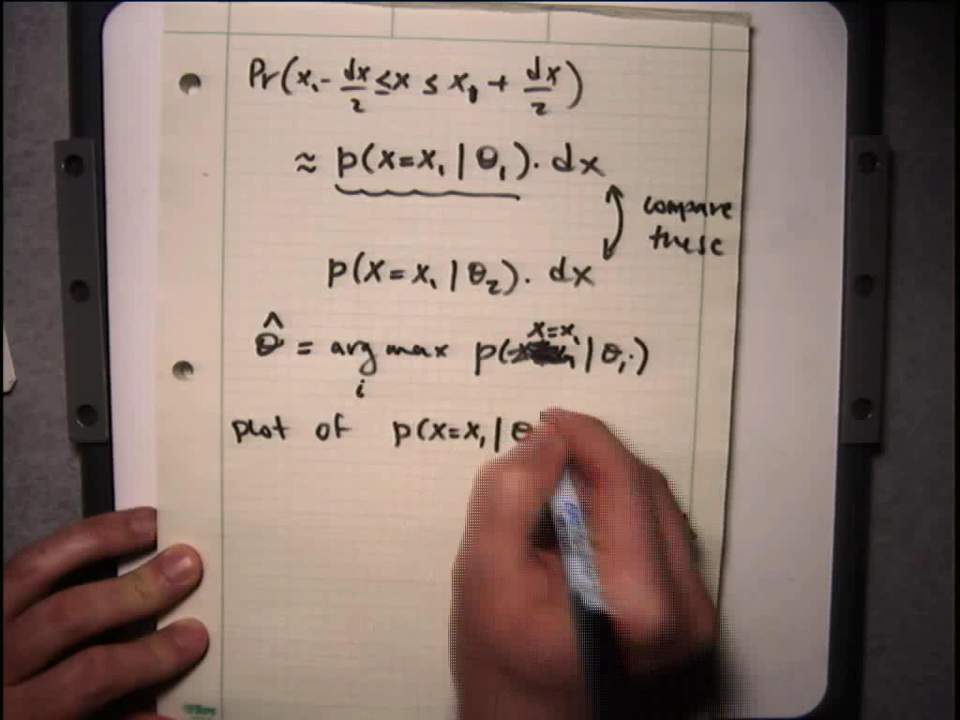 Pr(x₁ - dx/2 ≤ x ≤ x₁ + dx/2)
≈ p(x=x₁ | θ₁) · dx
compare
these
p(x=x₁ | θ₂) · dx
θ̂ = arg max p(x=x₁ | θᵢ)
i
plot of p(x=x₁ | θ